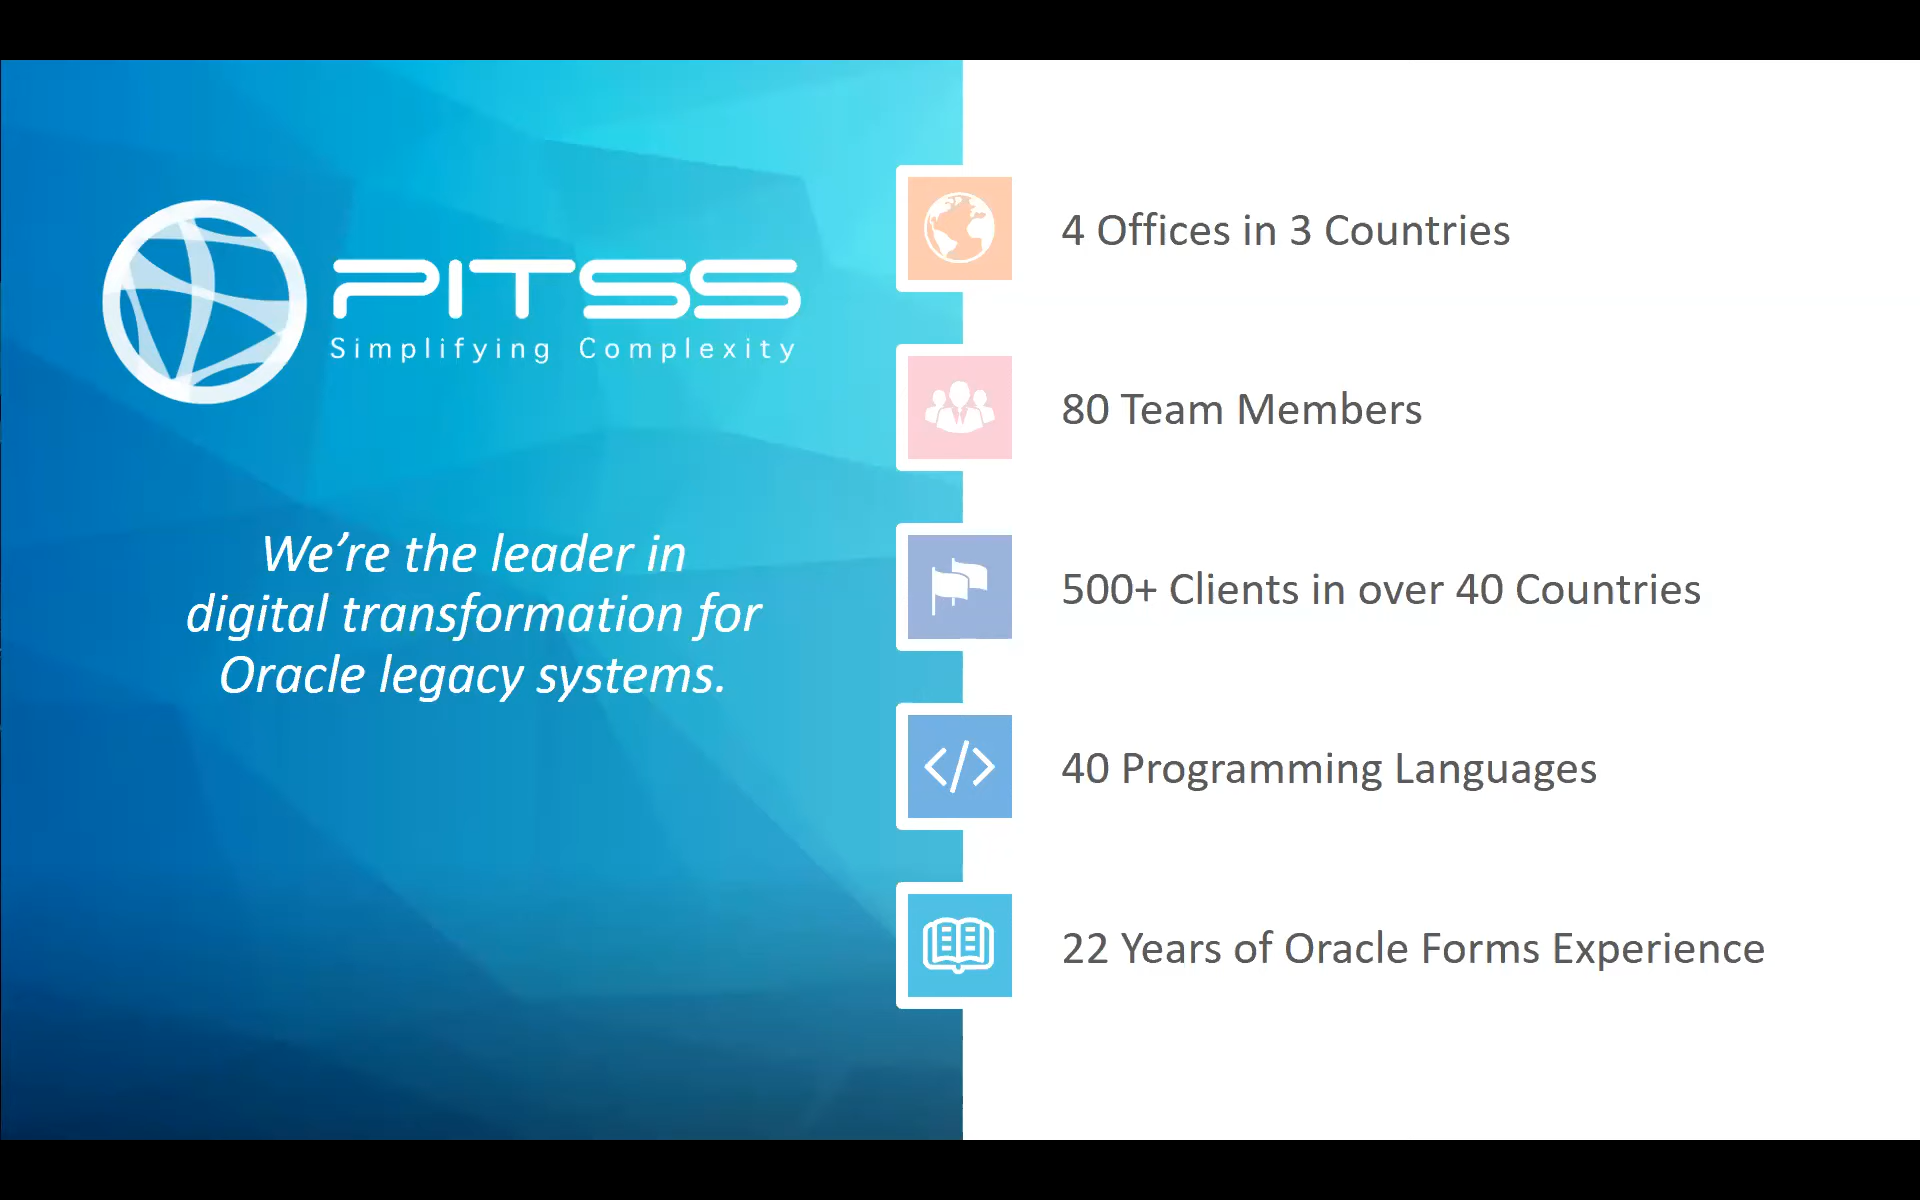 PITSS
Simplifying Complexity
We're the leader in
digital transformation for
Oracle legacy systems.
4 Offices in 3 Countries
80 Team Members
500+ Clients in over 40 Countries
40 Programming Languages
22 Years of Oracle Forms Experience